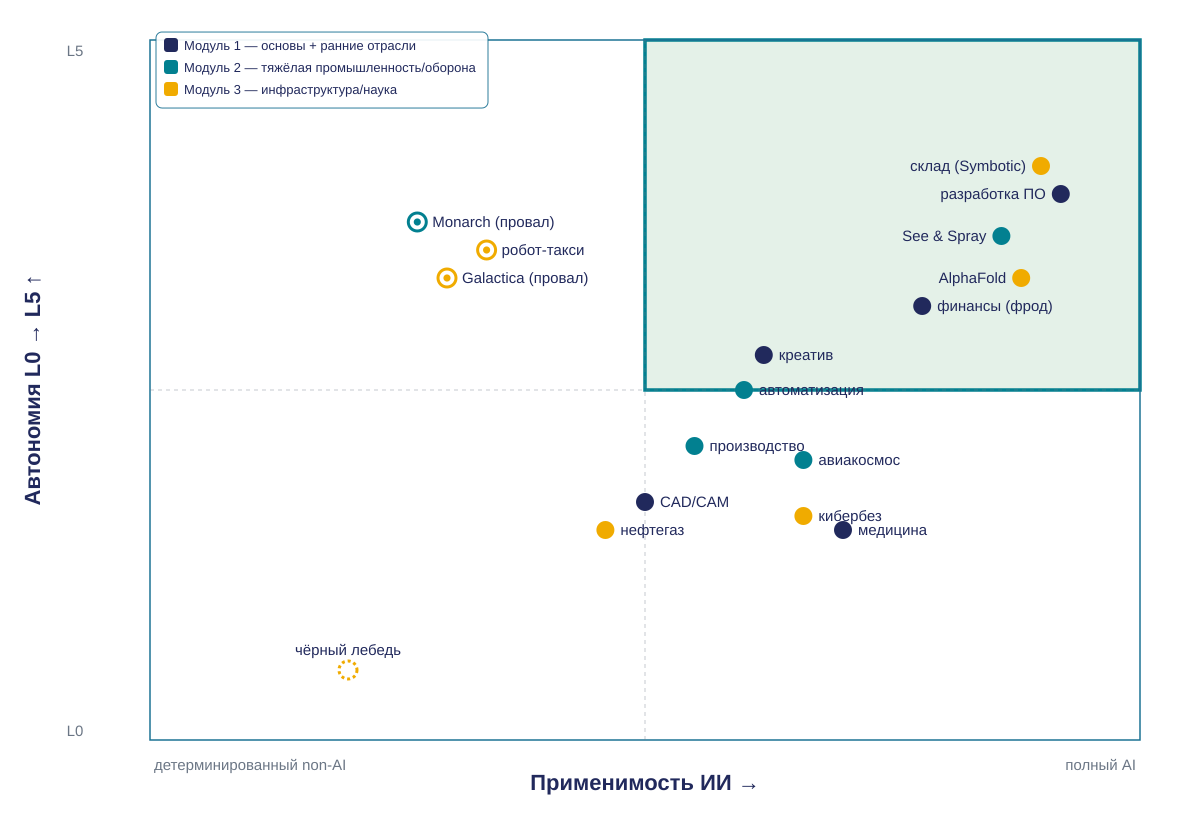 L5
Модуль 1 — основы + ранние отрасли
Модуль 2 — тяжёлая промышленность/оборона
Модуль 3 — инфраструктура/наука
склад (Symbotic)
разработка ПО
Monarch (провал)
See & Spray
робот-такси
Galactica (провал)
AlphaFold
финансы (фрод)
креатив
автоматизация
Автономия L0 → L5 ↑
производство
авиакосмос
CAD/CAM
кибербез
нефтегаз
медицина
чёрный лебедь
L0
детерминированный non-AI
полный AI
Применимость ИИ →